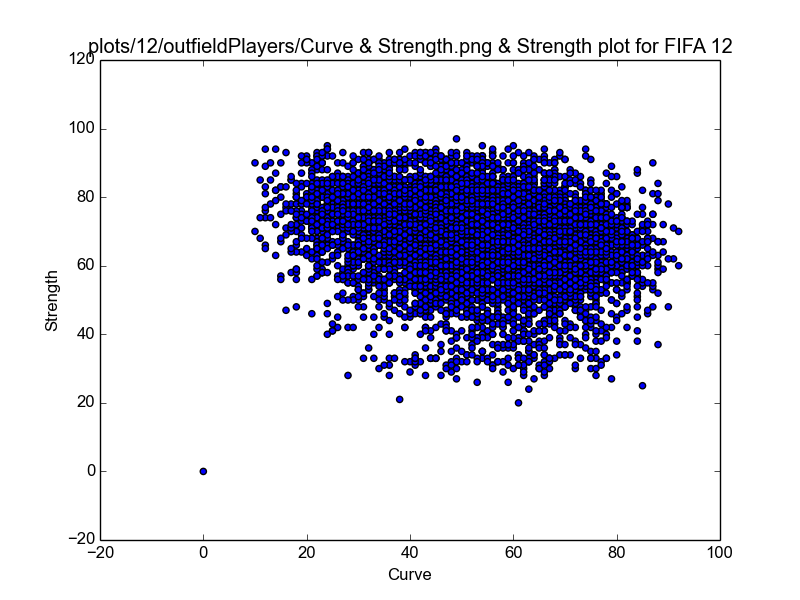 plots/12/outfieldPlayers/Curve & Strength.png & Strength plot for FIFA 12
120
100
80
60
40
20
0
−20
Strength
−20 0 20 40 60 80 100
Curve